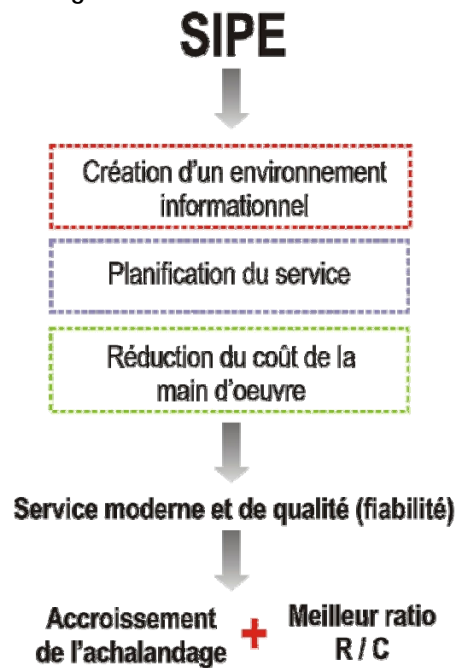 SIPE
Création d'un environnement
informationnel
Planification du service
Réduction du coût de la
main d'oeuvre
Service moderne et de qualité (fiabilité)
Accroissement
de l'achalandage
+
Meilleur ratio
R / C